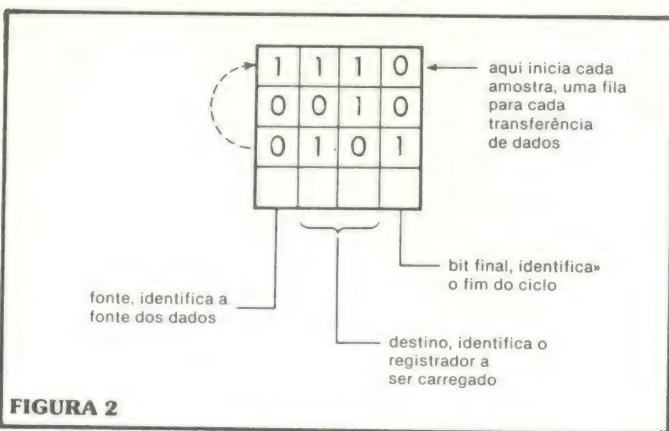 1 1 1 0
0 0 1 0
0 1 0 1
aqui inicia cada
amostra, uma fila
para cada
transferência
de dados
bit final, identifica»
o fim do ciclo
fonte, identifica a
fonte dos dados
destino, identifica o
registrador a
ser carregado
FIGURA 2